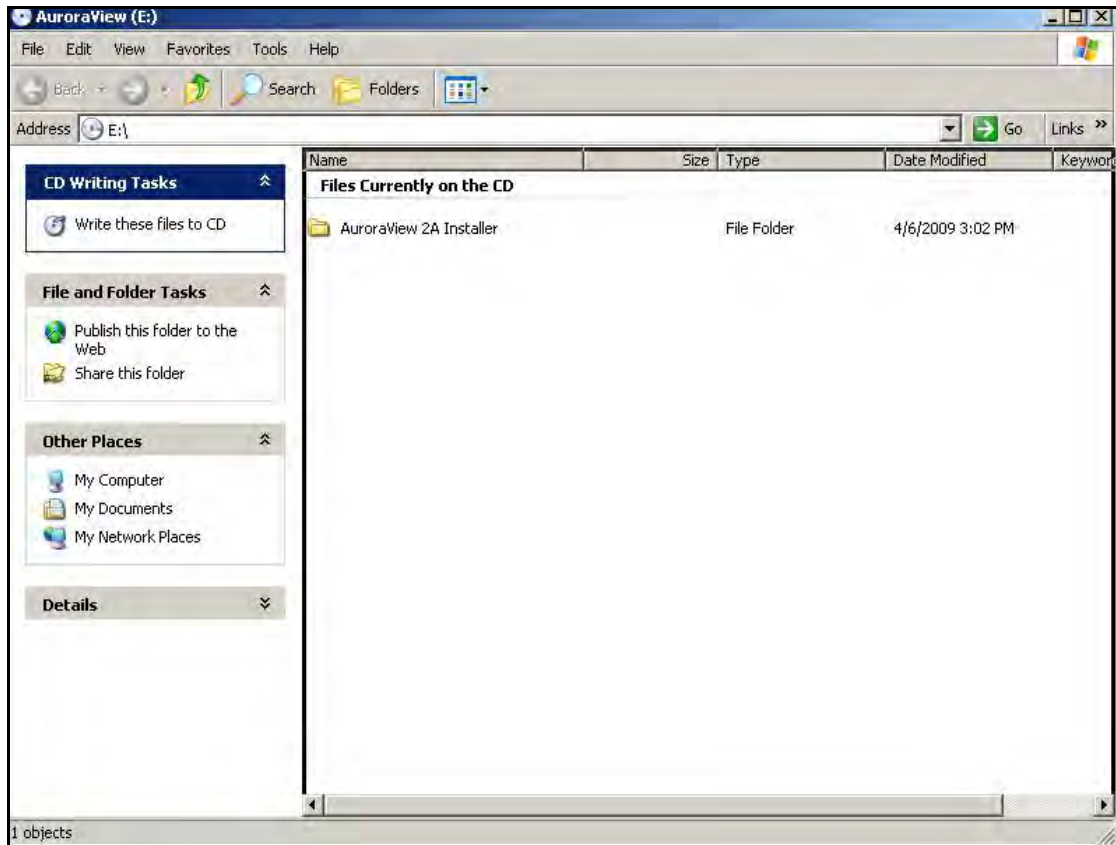 AuroraView (E:)
File Edit View Favorites Tools Help
Back Search Folders
Address E:\ Go Links »
Name Size Type Date Modified Keyword
CD Writing Tasks
Write these files to CD
File and Folder Tasks
Publish this folder to the
Web
Share this folder
Other Places
My Computer
My Documents
My Network Places
Details
Files Currently on the CD
AuroraView 2A Installer File Folder 4/6/2009 3:02 PM
1 objects